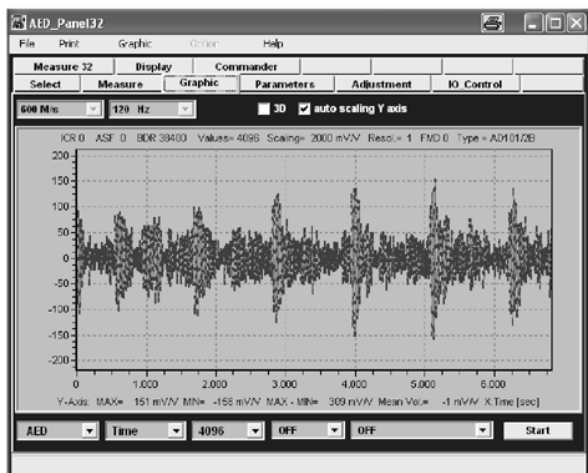 AED_Panel32
File Print Graphic Option Help
Measure 32 Display Commander
Select Measure Graphic Parameters Adjustment IO_Control
600 M/s 120 Hz 3D auto scaling Y axis
ICR 0 ASF 0 BDR 38400 Values= 4096 Scaling= 2000 mV/V Resol.= 1 FMD 0 Type = AD101/2B
200
150
100
50
0
-50
-100
-150
-200
0 1.000 2.000 3.000 4.000 5.000 6.000
Y-Axis: MAX= 151 mV/V MIN= -158 mV/V MAX - MIN= 309 mV/V Mean Val.= -1 mV/V X:Time [sec]
AED Time 4096 OFF OFF Start